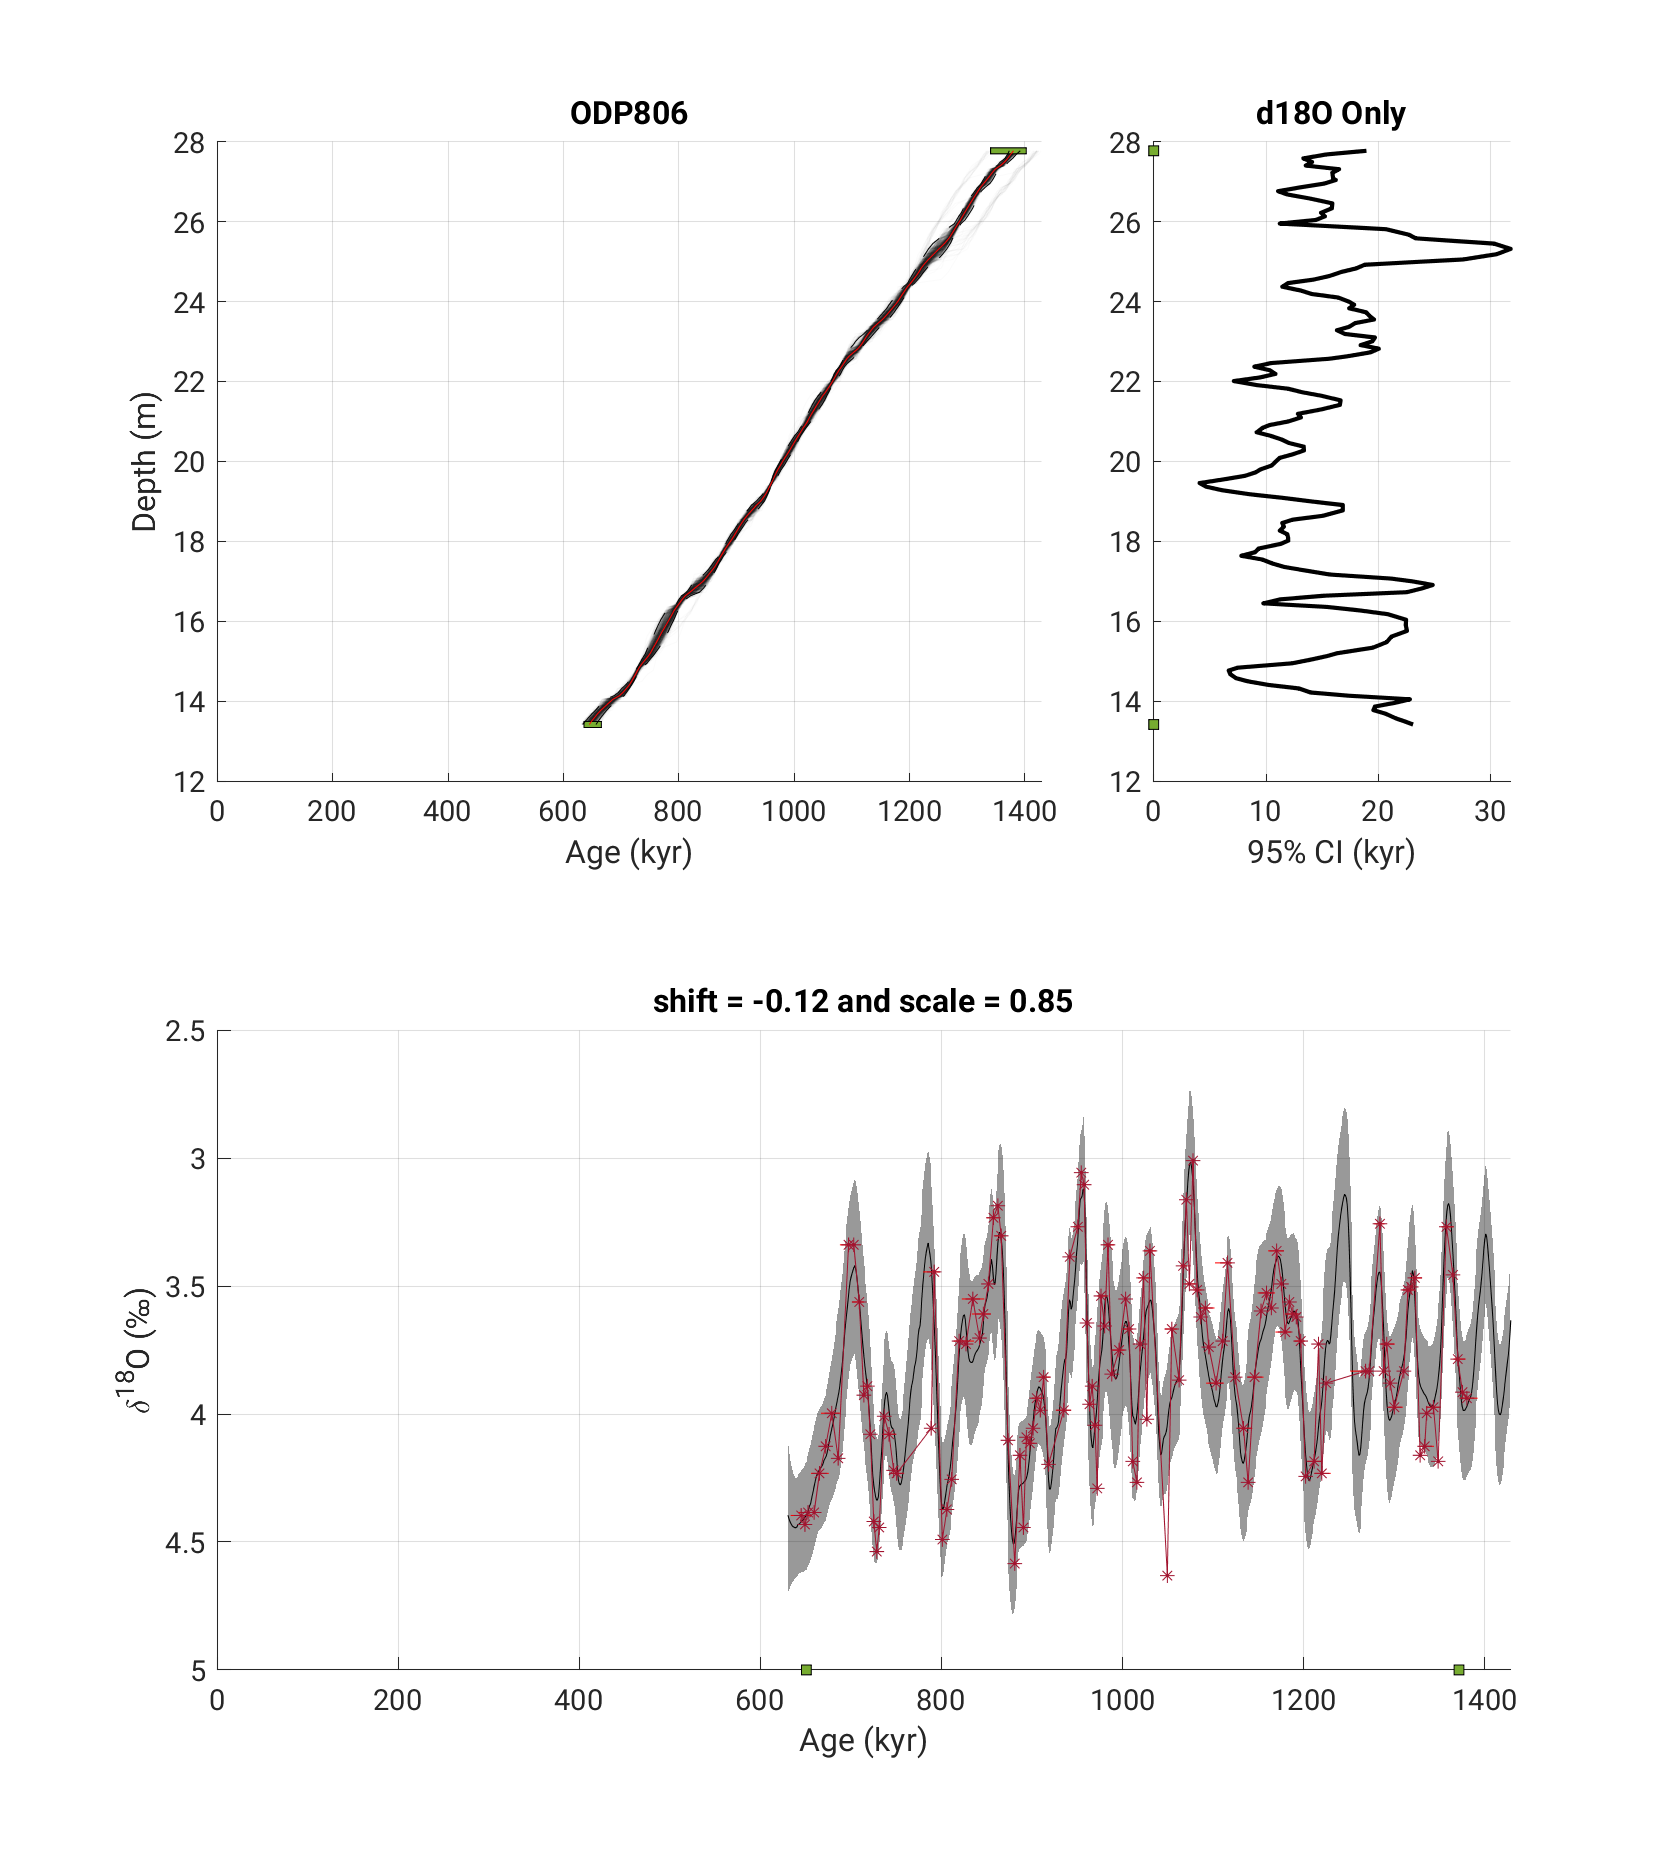 ODP806
28
26
24
22
20
18
16
14
12
Depth (m)
0 200 400 600 800 1000 1200 1400
Age (kyr)
d18O Only
28
26
24
22
20
18
16
14
12
0 10 20 30
95% CI (kyr)
shift = -0.12 and scale = 0.85
2.5
3
3.5
4
4.5
5
δ¹⁸O (‰)
0 200 400 600 800 1000 1200 1400
Age (kyr)